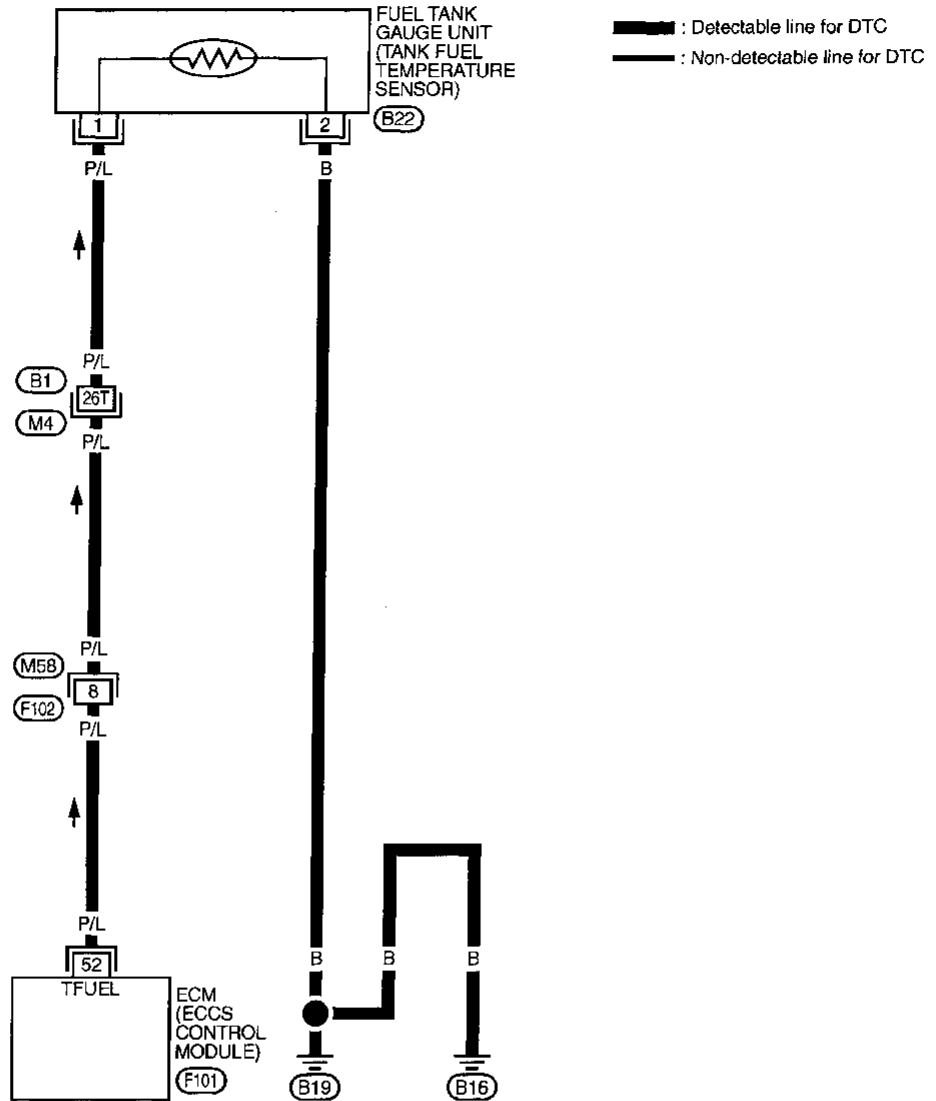 FUEL TANK
GAUGE UNIT
(TANK FUEL
TEMPERATURE
SENSOR)
: Detectable line for DTC
: Non-detectable line for DTC
1
2
B22
P/L
B
P/L
B1
26T
M4
P/L
P/L
M58
8
F102
P/L
P/L
52
TFUEL
ECM
(ECCS
CONTROL
MODULE)
F101
B
B
B
B19
B16